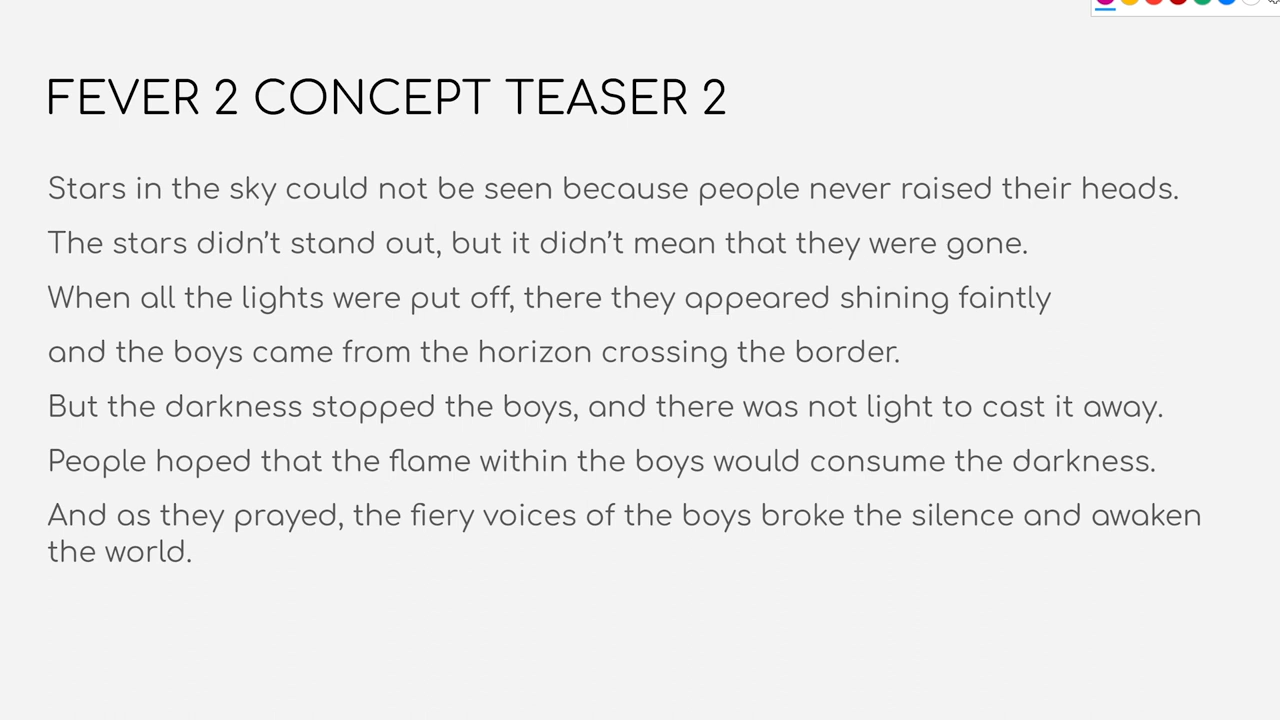 FEVER 2 CONCEPT TEASER 2
Stars in the sky could not be seen because people never raised their heads.
The stars didn’t stand out, but it didn’t mean that they were gone.
When all the lights were put off, there they appeared shining faintly
and the boys came from the horizon crossing the border.
But the darkness stopped the boys, and there was not light to cast it away.
People hoped that the flame within the boys would consume the darkness.
And as they prayed, the fiery voices of the boys broke the silence and awaken
the world.